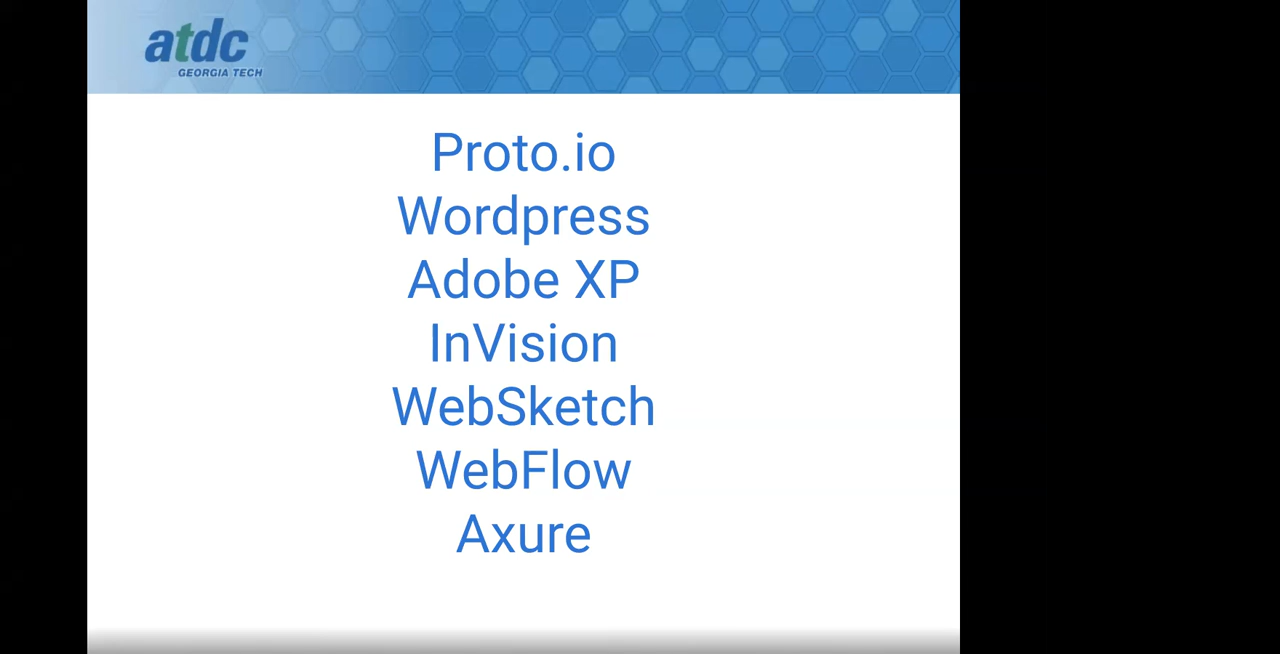 atdc
GEORGIA TECH
Proto.io
Wordpress
Adobe XP
InVision
WebSketch
WebFlow
Axure